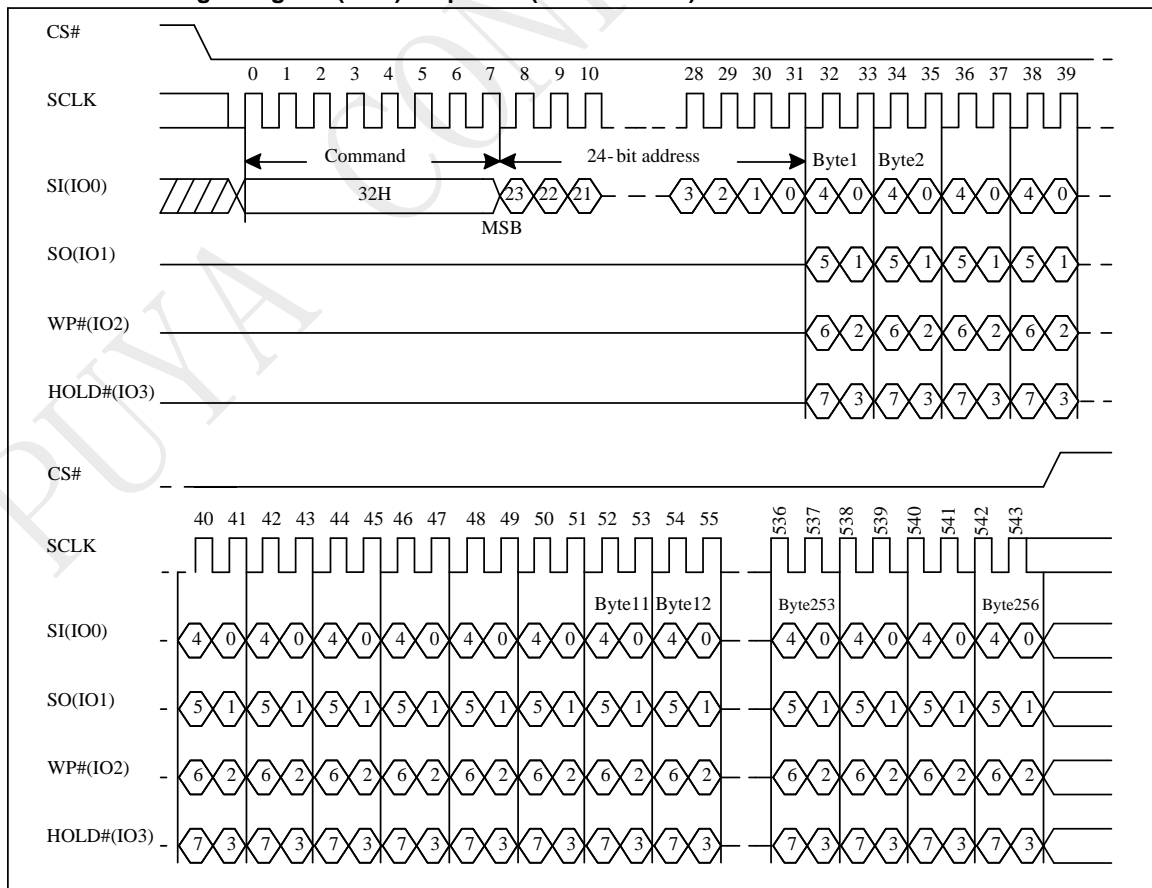 CS#
0 1 2 3 4 5 6 7 8 9 10 28 29 30 31 32 33 34 35 36 37 38 39
SCLK
Command 24-bit address Byte1 Byte2
SI(IO0) 32H 23 22 21 3 2 1 0 4 0 4 0 4 0 4 0
MSB
SO(IO1) 5 1 5 1 5 1 5 1
WP#(IO2) 6 2 6 2 6 2 6 2
HOLD#(IO3) 7 3 7 3 7 3 7 3
CS#
40 41 42 43 44 45 46 47 48 49 50 51 52 53 54 55 536 537 538 539 540 541 542 543
SCLK
Byte11 Byte12 Byte253 Byte256
SI(IO0) 4 0 4 0 4 0 4 0 4 0 4 0 4 0 4 0 4 0 4 0 4 0 4 0
SO(IO1) 5 1 5 1 5 1 5 1 5 1 5 1 5 1 5 1 5 1 5 1 5 1 5 1
WP#(IO2) 6 2 6 2 6 2 6 2 6 2 6 2 6 2 6 2 6 2 6 2 6 2 6 2
HOLD#(IO3) 7 3 7 3 7 3 7 3 7 3 7 3 7 3 7 3 7 3 7 3 7 3 7 3
PUYA